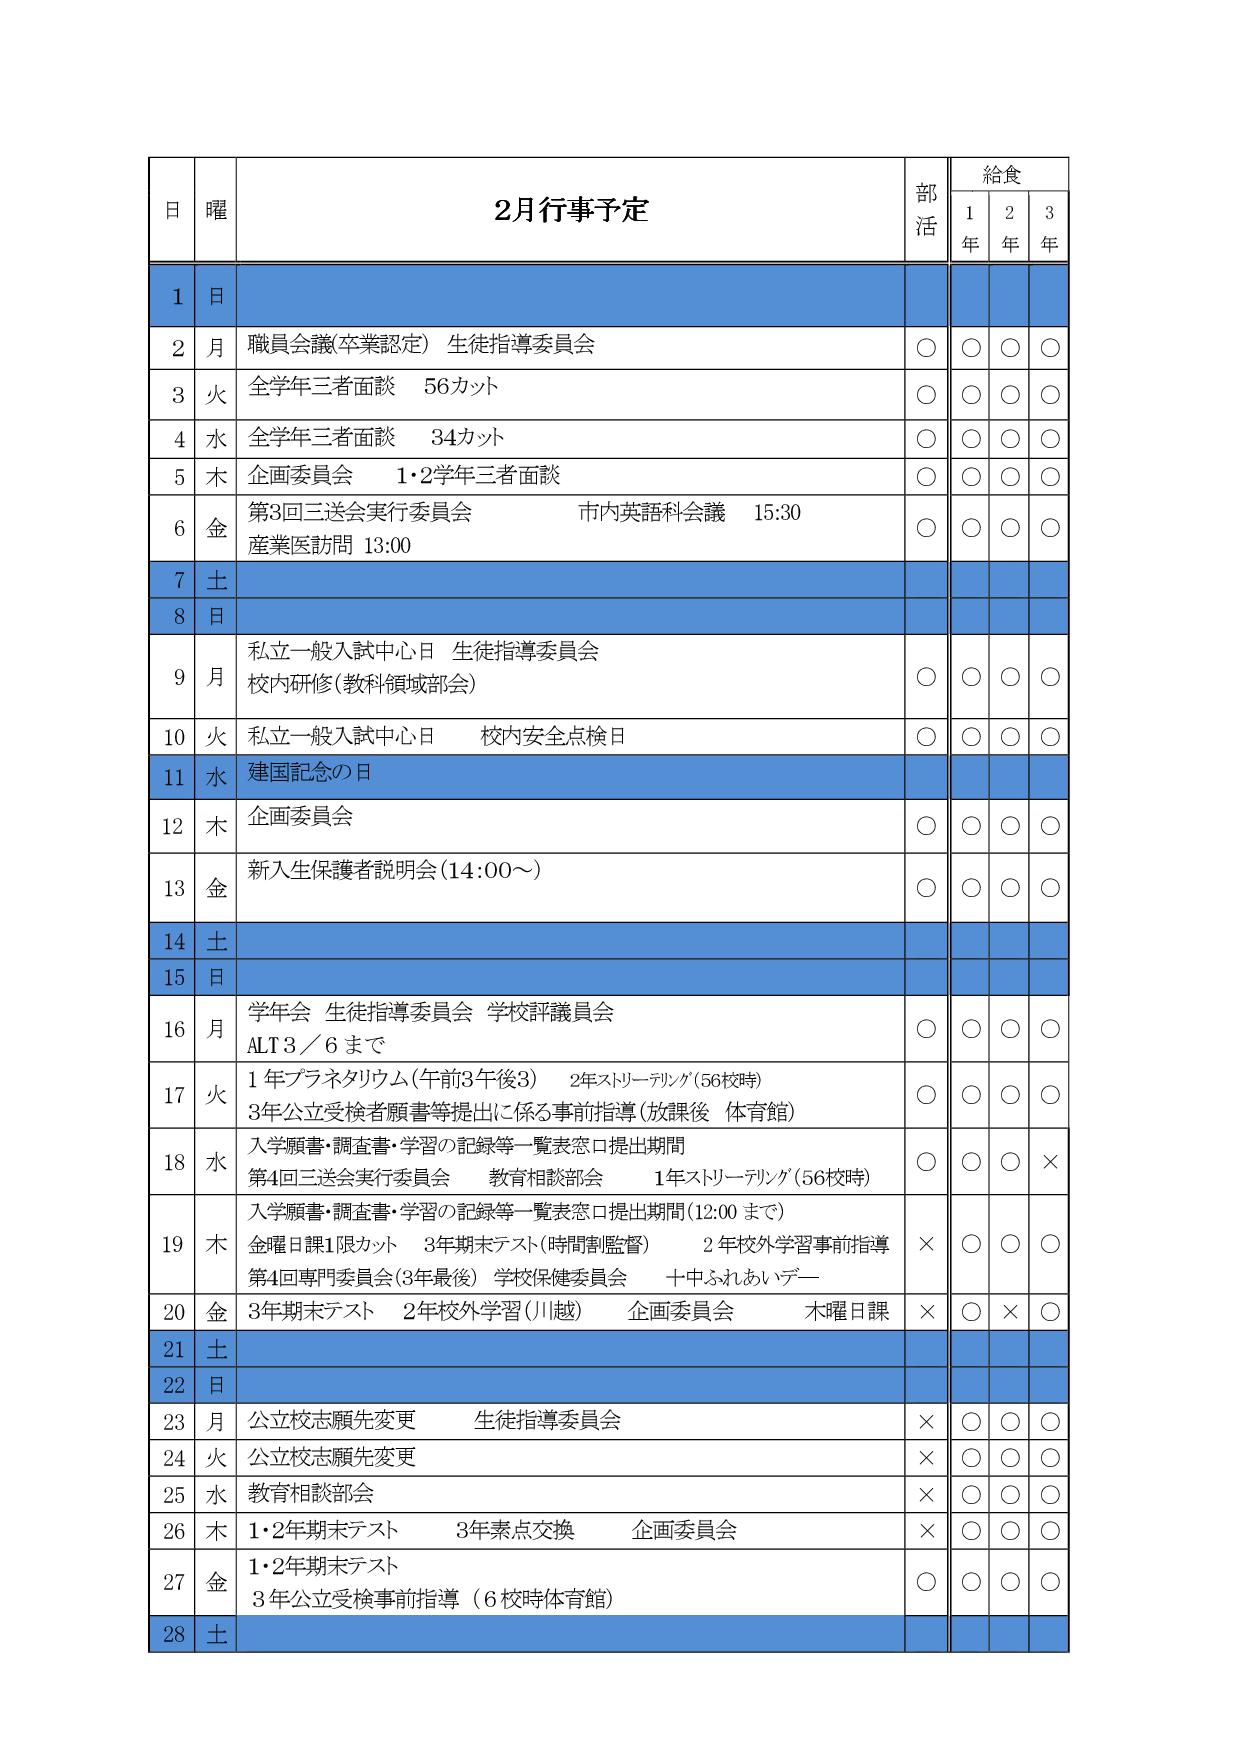 日 曜 2月行事予定 部活 給食
1年 2年 3年
1 日
2 月 職員会議(卒業認定) 生徒指導委員会 ○ ○ ○ ○
3 火 全学年三者面談 56カット ○ ○ ○ ○
4 水 全学年三者面談 34カット ○ ○ ○ ○
5 木 企画委員会 1・2学年三者面談 ○ ○ ○ ○
6 金 第3回三送会実行委員会 市内英語科会議 15:30 ○ ○ ○ ○
産業医訪問 13:00
7 土
8 日
9 月 私立一般入試中心日 生徒指導委員会 ○ ○ ○ ○
校内研修(教科領域部会)
10 火 私立一般入試中心日 校内安全点検日 ○ ○ ○ ○
11 水 建国記念の日
12 木 企画委員会 ○ ○ ○ ○
13 金 新入生保護者説明会(14:00～) ○ ○ ○ ○
14 土
15 日
16 月 学年会 生徒指導委員会 学校評議員会 ○ ○ ○ ○
ALT３／６まで
17 火 1年プラネタリウム(午前3午後3) 2年ストリーテリング(56校時) ○ ○ ○ ○
3年公立受検者願書等提出に係る事前指導(放課後 体育館)
18 水 入学願書・調査書・学習の記録等一覧表窓口提出期間 ○ ○ ○ ×
第4回三送会実行委員会 教育相談部会 1年ストリーテリング(56校時)
19 木 入学願書・調査書・学習の記録等一覧表窓口提出期間(12:00 まで) × ○ ○ ○
金曜日課1限カット 3年期末テスト(時間割監督) 2年校外学習事前指導
第4回専門委員会(3年最後) 学校保健委員会 十中ふれあいデー
20 金 3年期末テスト 2年校外学習(川越) 企画委員会 木曜日課 × ○ × ○
21 土
22 日
23 月 公立校志願先変更 生徒指導委員会 × ○ ○ ○
24 火 公立校志願先変更 × ○ ○ ○
25 水 教育相談部会 × ○ ○ ○
26 木 1・2年期末テスト 3年素点交換 企画委員会 × ○ ○ ○
27 金 1・2年期末テスト ○ ○ ○ ○
３年公立受検事前指導（６校時体育館）
28 土